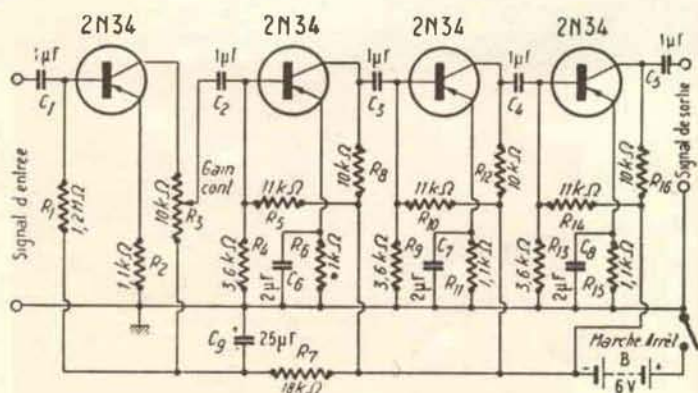 2N34
2N34
2N34
2N34
1µF
1µF
1µF
1µF
1µF
C1
C2
C3
C4
C5
Signal d'entrée
Signal de sortie
Gain
cont
R1
1,2MΩ
R2
1,1kΩ
R3
10kΩ
R4
3,6kΩ
R5
11kΩ
R6
*1kΩ
C6
2µF
R8
10kΩ
R10
11kΩ
R9
3,6kΩ
C7
2µF
R11
1,1kΩ
R12
10kΩ
R14
11kΩ
R13
3,6kΩ
C8
2µF
R15
1,1kΩ
R16
10kΩ
C9
+
25µF
R7
18kΩ
Marche Arrêt
- B +
6V